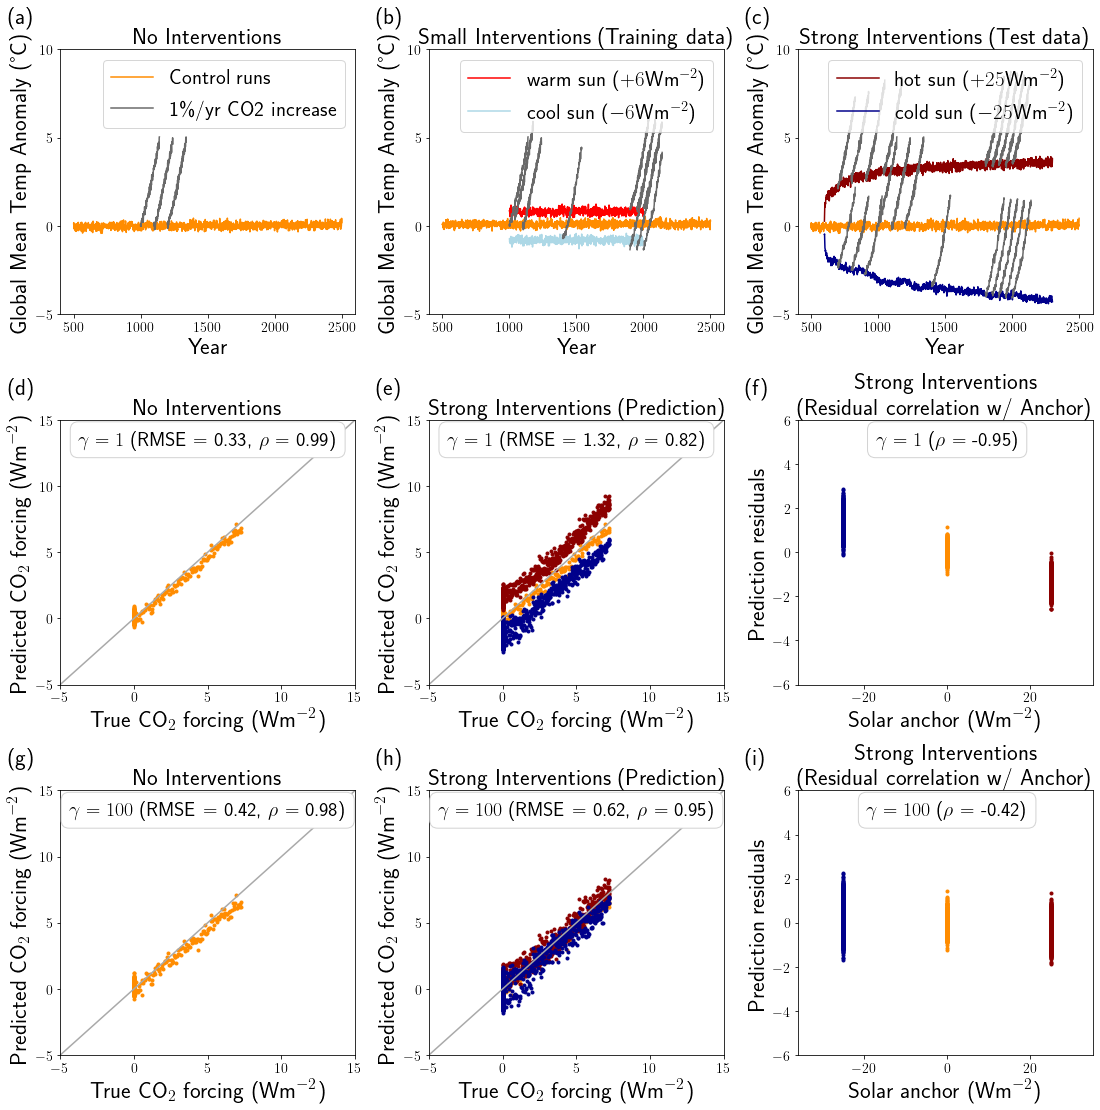 (a)
No Interventions
Global Mean Temp Anomaly (°C)
10
5
0
−5
Control runs
1%/yr CO2 increase
500 1000 1500 2000 2500
Year
(b)
Small Interventions (Training data)
Global Mean Temp Anomaly (°C)
10
5
0
−5
warm sun (+6Wm⁻²)
cool sun (−6Wm⁻²)
500 1000 1500 2000 2500
Year
(c)
Strong Interventions (Test data)
Global Mean Temp Anomaly (°C)
10
5
0
−5
hot sun (+25Wm⁻²)
cold sun (−25Wm⁻²)
500 1000 1500 2000 2500
Year
(d)
No Interventions
Predicted CO₂ forcing (Wm⁻²)
15
10
5
0
−5
γ = 1 (RMSE = 0.33, ρ = 0.99)
−5 0 5 10 15
True CO₂ forcing (Wm⁻²)
(e)
Strong Interventions (Prediction)
Predicted CO₂ forcing (Wm⁻²)
15
10
5
0
−5
γ = 1 (RMSE = 1.32, ρ = 0.82)
−5 0 5 10 15
True CO₂ forcing (Wm⁻²)
(f)
Strong Interventions
(Residual correlation w/ Anchor)
Prediction residuals
6
4
2
0
−2
−4
−6
γ = 1 (ρ = -0.95)
−20 0 20
Solar anchor (Wm⁻²)
(g)
No Interventions
Predicted CO₂ forcing (Wm⁻²)
15
10
5
0
−5
γ = 100 (RMSE = 0.42, ρ = 0.98)
−5 0 5 10 15
True CO₂ forcing (Wm⁻²)
(h)
Strong Interventions (Prediction)
Predicted CO₂ forcing (Wm⁻²)
15
10
5
0
−5
γ = 100 (RMSE = 0.62, ρ = 0.95)
−5 0 5 10 15
True CO₂ forcing (Wm⁻²)
(i)
Strong Interventions
(Residual correlation w/ Anchor)
Prediction residuals
6
4
2
0
−2
−4
−6
γ = 100 (ρ = -0.42)
−20 0 20
Solar anchor (Wm⁻²)